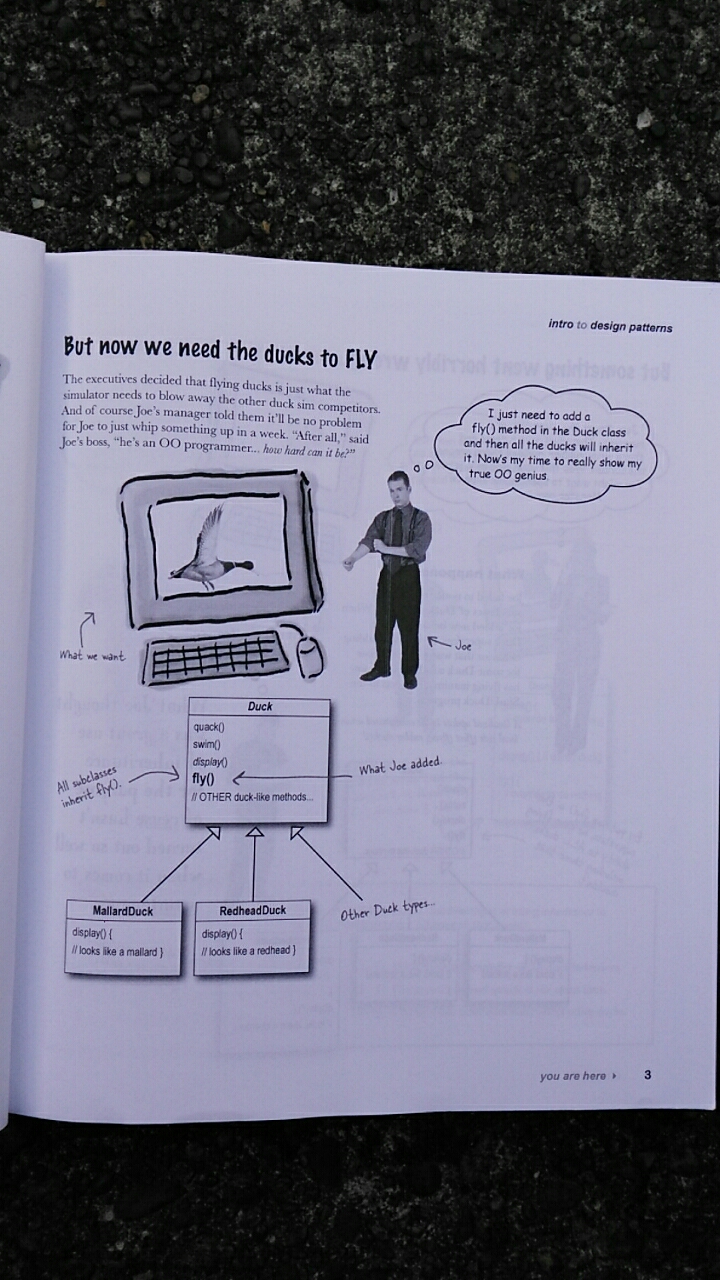 intro to design patterns
But now we need the ducks to FLY
The executives decided that flying ducks is just what the
simulator needs to blow away the other duck sim competitors.
And of course Joe's manager told them it'll be no problem
for Joe to just whip something up in a week. “After all,” said
Joe's boss, “he's an OO programmer... how hard can it be?”
I just need to add a
fly() method in the Duck class
and then all the ducks will inherit
it. Now's my time to really show my
true OO genius.
What we want.
Joe
Duck
quack()
swim()
display()
fly()
// OTHER duck-like methods...
All subclasses
inherit fly().
What Joe added.
MallardDuck
display() {
// looks like a mallard }
RedheadDuck
display() {
// looks like a redhead }
Other Duck types...
you are here ›
3